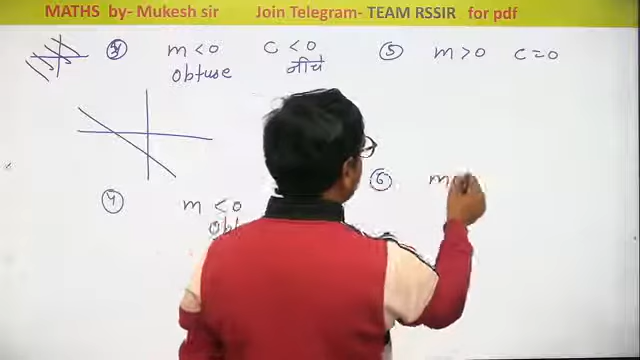 MATHS by- Mukesh sir Join Telegram- TEAM RSSIR for pdf
③ m < 0 c < 0
obtuse नीचे
④ m < 0
⑤ m > 0 c = 0
⑥ m